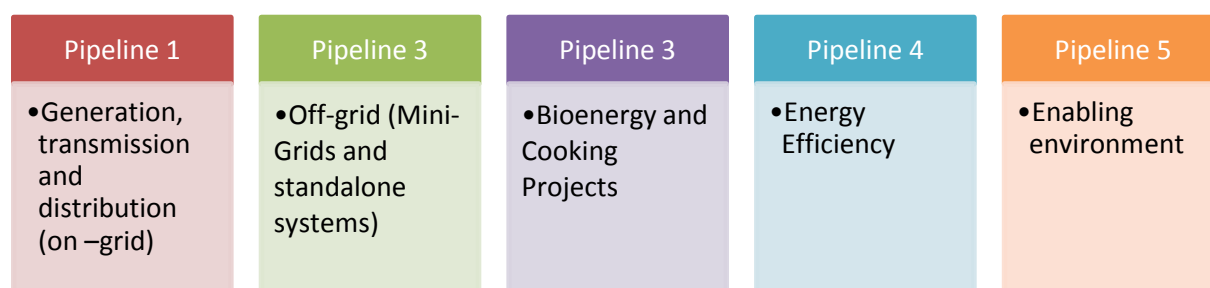 Pipeline 1
•Generation,
transmission
and
distribution
(on –grid)
Pipeline 3
•Off-grid (Mini-
Grids and
standalone
systems)
Pipeline 3
•Bioenergy and
Cooking
Projects
Pipeline 4
•Energy
Efficiency
Pipeline 5
•Enabling
environment